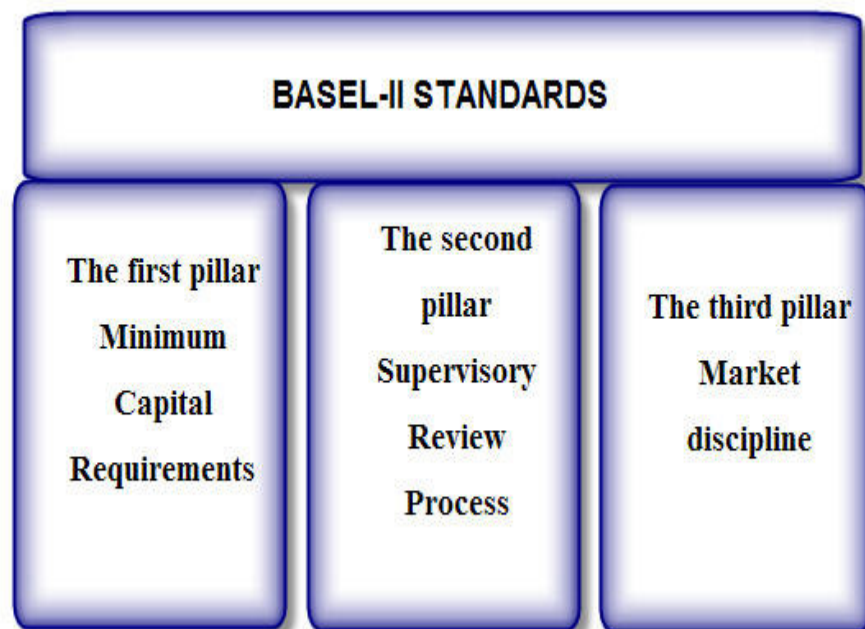 BASEL-II STANDARDS
The first pillar
Minimum
Capital
Requirements
The second
pillar
Supervisory
Review
Process
The third pillar
Market
discipline